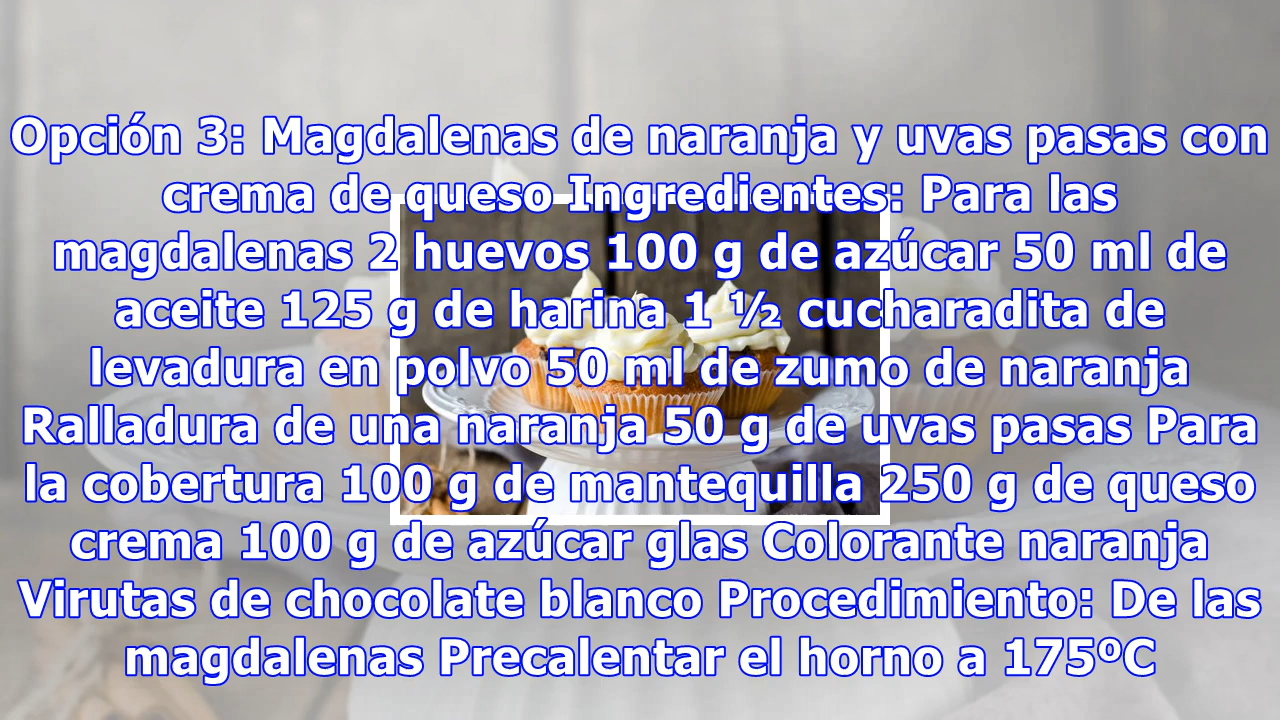 Opción 3: Magdalenas de naranja y uvas pasas con
crema de queso Ingredientes: Para las
magdalenas 2 huevos 100 g de azúcar 50 ml de
aceite 125 g de harina 1 ½ cucharadita de
levadura en polvo 50 ml de zumo de naranja
Ralladura de una naranja 50 g de uvas pasas Para
la cobertura 100 g de mantequilla 250 g de queso
crema 100 g de azúcar glas Colorante naranja
Virutas de chocolate blanco Procedimiento: De las
magdalenas Precalentar el horno a 175ºC